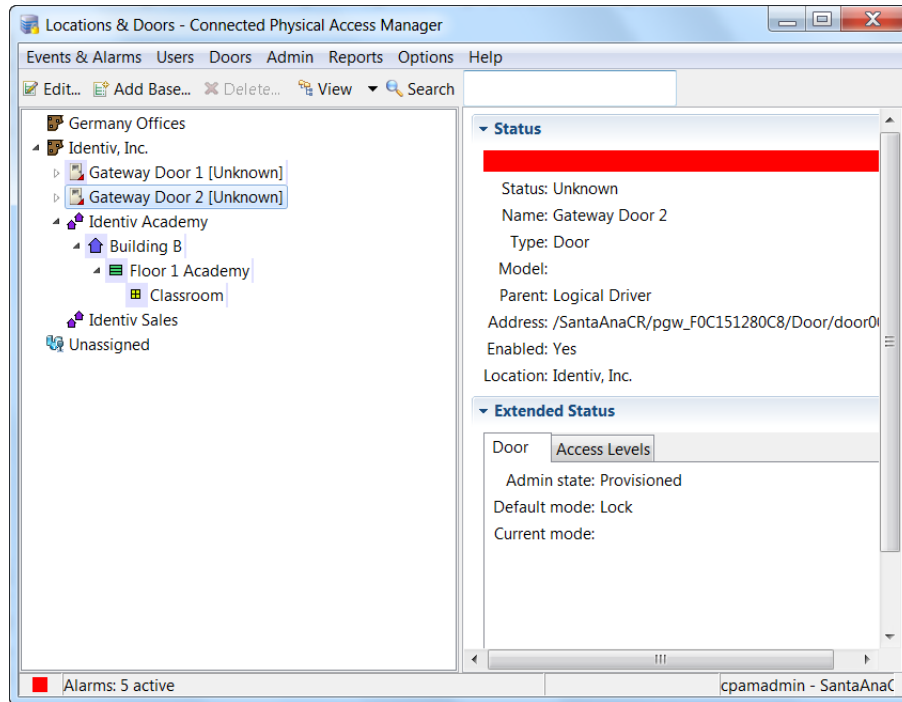 Locations & Doors - Connected Physical Access Manager
Events & Alarms Users Doors Admin Reports Options Help
Edit... Add Base... Delete... View Search
Germany Offices
Identiv, Inc.
Gateway Door 1 [Unknown]
Gateway Door 2 [Unknown]
Identiv Academy
Building B
Floor 1 Academy
Classroom
Identiv Sales
Unassigned
Status
Status: Unknown
Name: Gateway Door 2
Type: Door
Model:
Parent: Logical Driver
Address: /SantaAnaCR/pgw_F0C151280C8/Door/door0
Enabled: Yes
Location: Identiv, Inc.
Extended Status
Door Access Levels
Admin state: Provisioned
Default mode: Lock
Current mode:
Alarms: 5 active
cpamadmin - SantaAnaC